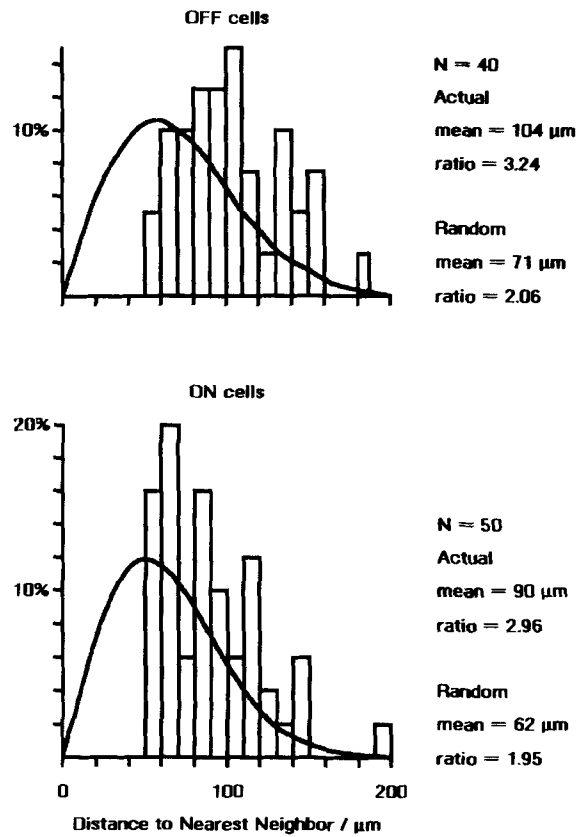 OFF cells
10%
N = 40
Actual
mean = 104 µm
ratio = 3.24
Random
mean = 71 µm
ratio = 2.06
ON cells
20%
10%
N = 50
Actual
mean = 90 µm
ratio = 2.96
Random
mean = 62 µm
ratio = 1.95
0 100 200
Distance to Nearest Neighbor / µm